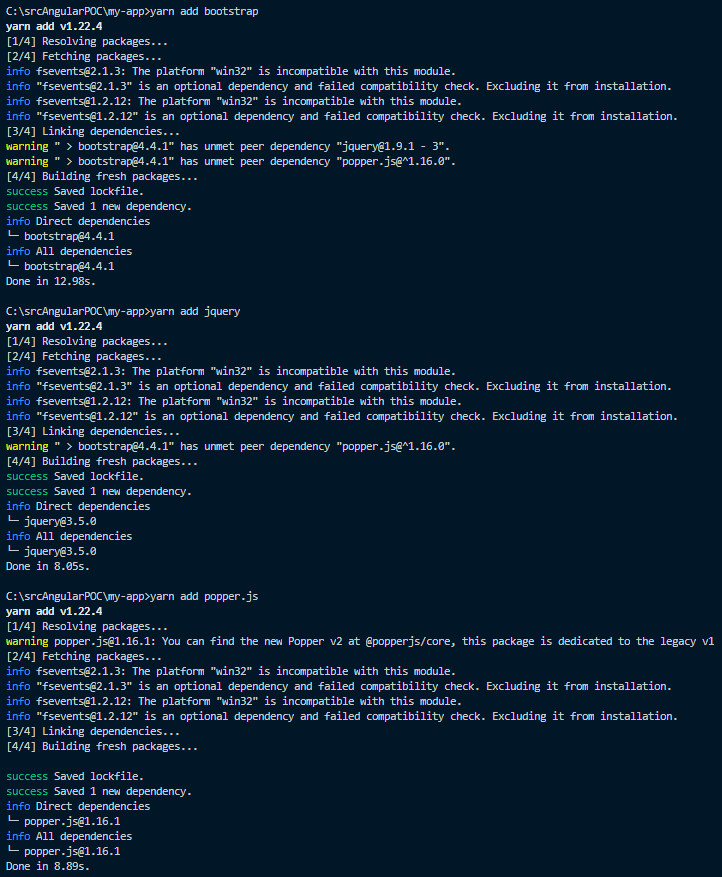 C:\srcAngularPOC\my-app>yarn add bootstrap
yarn add v1.22.4
[1/4] Resolving packages...
[2/4] Fetching packages...
info fsevents@2.1.3: The platform "win32" is incompatible with this module.
info "fsevents@2.1.3" is an optional dependency and failed compatibility check. Excluding it from installation.
info fsevents@1.2.12: The platform "win32" is incompatible with this module.
info "fsevents@1.2.12" is an optional dependency and failed compatibility check. Excluding it from installation.
[3/4] Linking dependencies...
warning " > bootstrap@4.4.1" has unmet peer dependency "jquery@1.9.1 - 3".
warning " > bootstrap@4.4.1" has unmet peer dependency "popper.js@^1.16.0".
[4/4] Building fresh packages...
success Saved lockfile.
success Saved 1 new dependency.
info Direct dependencies
└─ bootstrap@4.4.1
info All dependencies
└─ bootstrap@4.4.1
Done in 12.98s.
C:\srcAngularPOC\my-app>yarn add jquery
yarn add v1.22.4
[1/4] Resolving packages...
[2/4] Fetching packages...
info fsevents@2.1.3: The platform "win32" is incompatible with this module.
info "fsevents@2.1.3" is an optional dependency and failed compatibility check. Excluding it from installation.
info fsevents@1.2.12: The platform "win32" is incompatible with this module.
info "fsevents@1.2.12" is an optional dependency and failed compatibility check. Excluding it from installation.
[3/4] Linking dependencies...
warning " > bootstrap@4.4.1" has unmet peer dependency "popper.js@^1.16.0".
[4/4] Building fresh packages...
success Saved lockfile.
success Saved 1 new dependency.
info Direct dependencies
└─ jquery@3.5.0
info All dependencies
└─ jquery@3.5.0
Done in 8.05s.
C:\srcAngularPOC\my-app>yarn add popper.js
yarn add v1.22.4
[1/4] Resolving packages...
warning popper.js@1.16.1: You can find the new Popper v2 at @popperjs/core, this package is dedicated to the legacy v1
[2/4] Fetching packages...
info fsevents@2.1.3: The platform "win32" is incompatible with this module.
info "fsevents@2.1.3" is an optional dependency and failed compatibility check. Excluding it from installation.
info fsevents@1.2.12: The platform "win32" is incompatible with this module.
info "fsevents@1.2.12" is an optional dependency and failed compatibility check. Excluding it from installation.
[3/4] Linking dependencies...
[4/4] Building fresh packages...
success Saved lockfile.
success Saved 1 new dependency.
info Direct dependencies
└─ popper.js@1.16.1
info All dependencies
└─ popper.js@1.16.1
Done in 8.89s.